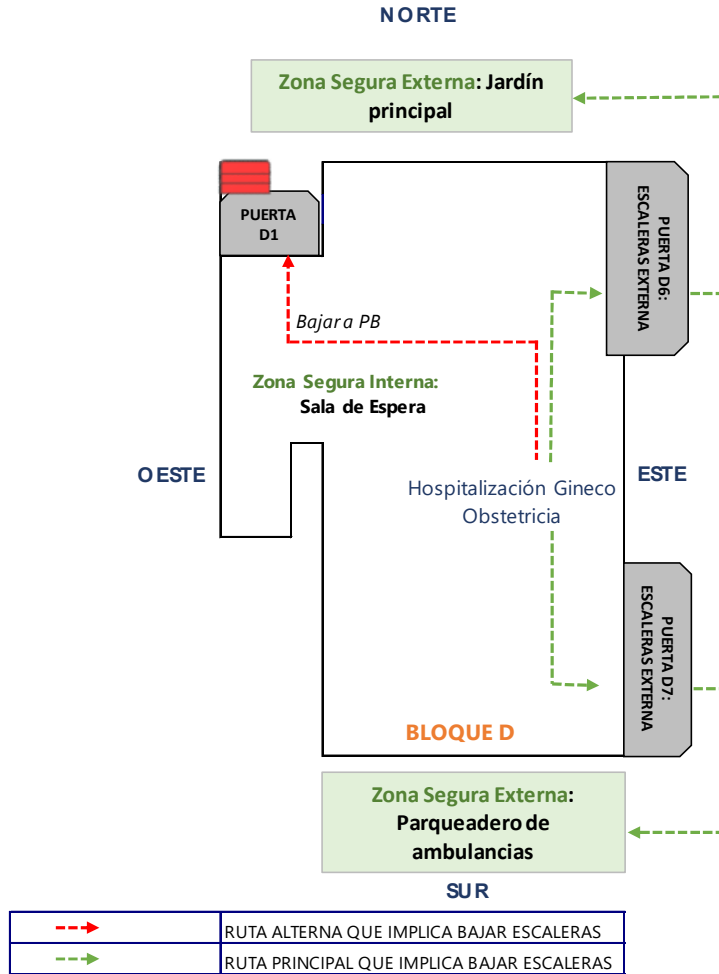 NORTE
Zona Segura Externa: Jardín
principal
PUERTA
D1
PUERTA D6:
ESCALERAS EXTERNA
Bajar a PB
Zona Segura Interna:
Sala de Espera
OESTE
ESTE
Hospitalización Gineco
Obstetricia
PUERTA D7:
ESCALERAS EXTERNA
BLOQUE D
Zona Segura Externa:
Parqueadero de
ambulancias
SUR
RUTA ALTERNA QUE IMPLICA BAJAR ESCALERAS
RUTA PRINCIPAL QUE IMPLICA BAJAR ESCALERAS